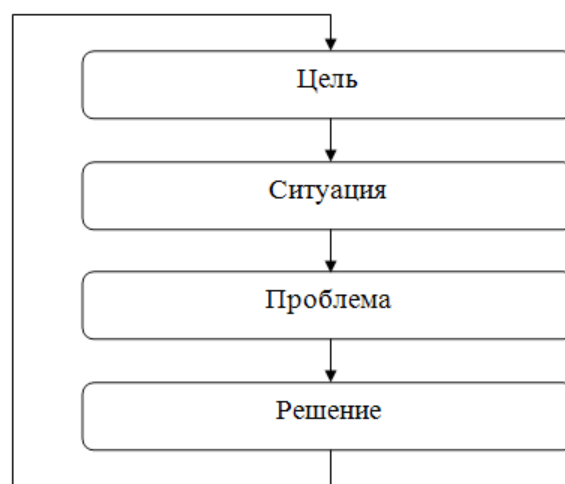 Цель
Ситуация
Проблема
Решение